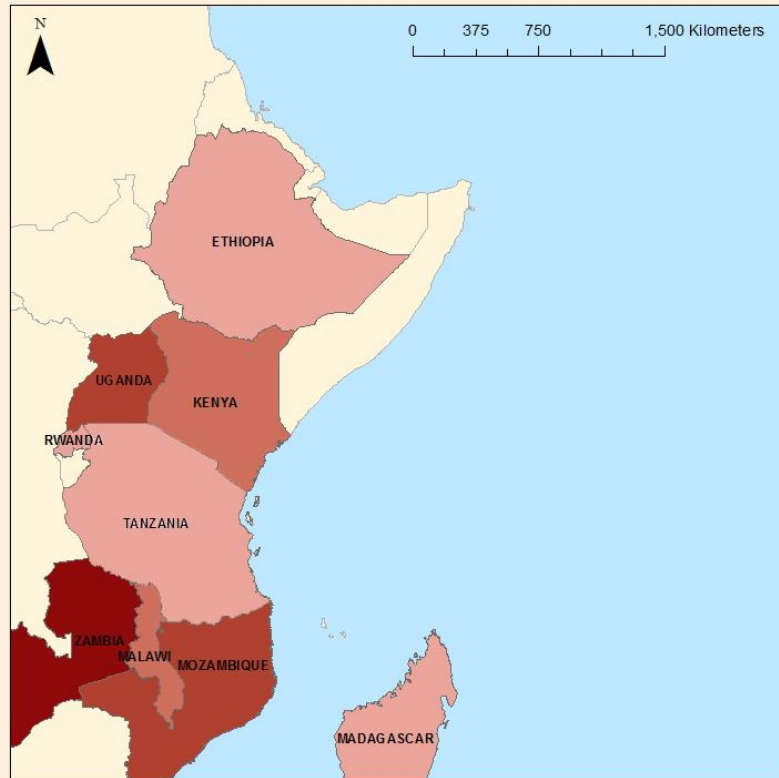 N
0 375 750 1,500 Kilometers
ETHIOPIA
UGANDA
KENYA
RWANDA
TANZANIA
ZAMBIA
MALAWI
MOZAMBIQUE
MADAGASCAR